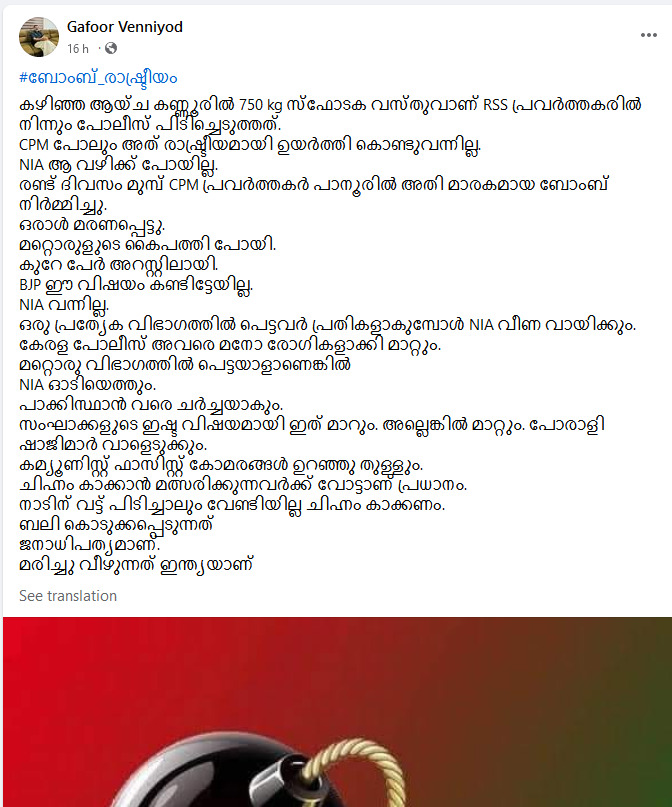 Gafoor Venniyod
16 h ·
#ബോംബ്_രാഷ്ട്രീയം
കഴിഞ്ഞ ആയ്ച കണ്ണൂരിൽ 750 kg സ്ഫോടക വസ്തുവാണ് RSS പ്രവർത്തകരിൽ
നിന്നും പോലീസ് പിടിച്ചെടുത്തത്.
CPM പോലും അത് രാഷ്ട്രീയമായി ഉയർത്തി കൊണ്ടുവന്നില്ല.
NIA ആ വഴിക്ക് പോയില്ല.
രണ്ട് ദിവസം മുമ്പ് CPM പ്രവർത്തകർ പാനൂരിൽ അതി മാരകമായ ബോംബ്
നിർമ്മിച്ചു.
ഒരാൾ മരണപ്പെട്ടു.
മറ്റൊരുളുടെ കൈപത്തി പോയി.
കുറേ പേർ അറസ്റ്റിലായി.
BJP ഈ വിഷയം കണ്ടിട്ടേയില്ല.
NIA വന്നില്ല.
ഒരു പ്രത്യേക വിഭാഗത്തിൽ പെട്ടവർ പ്രതികളാകുമ്പോൾ NIA വീണ വായിക്കും.
കേരള പോലീസ് അവരെ മനോ രോഗികളാക്കി മാറ്റും.
മറ്റൊരു വിഭാഗത്തിൽ പെട്ടയാളാണെങ്കിൽ
NIA ഓടിയെത്തും.
പാക്കിസ്ഥാൻ വരെ ചർച്ചയാകും.
സംഘാക്കളുടെ ഇഷ്ട വിഷയമായി ഇത് മാറും. അല്ലെങ്കിൽ മാറ്റും. പോരാളി
ഷാജിമാർ വാളെടുക്കും.
കമ്യൂണിസ്റ്റ് ഫാസിസ്റ്റ് കോമരങ്ങൾ ഉറഞ്ഞു തുള്ളും.
ചിഹ്നം കാക്കാൻ മത്സരിക്കുന്നവർക്ക് വോട്ടാണ് പ്രധാനം.
നാടിന് വട്ട് പിടിച്ചാലും വേണ്ടിയില്ല ചിഹ്നം കാക്കണം.
ബലി കൊടുക്കപ്പെടുന്നത്
ജനാധിപത്യമാണ്.
മരിച്ചു വീഴുന്നത് ഇന്ത്യയാണ്
See translation